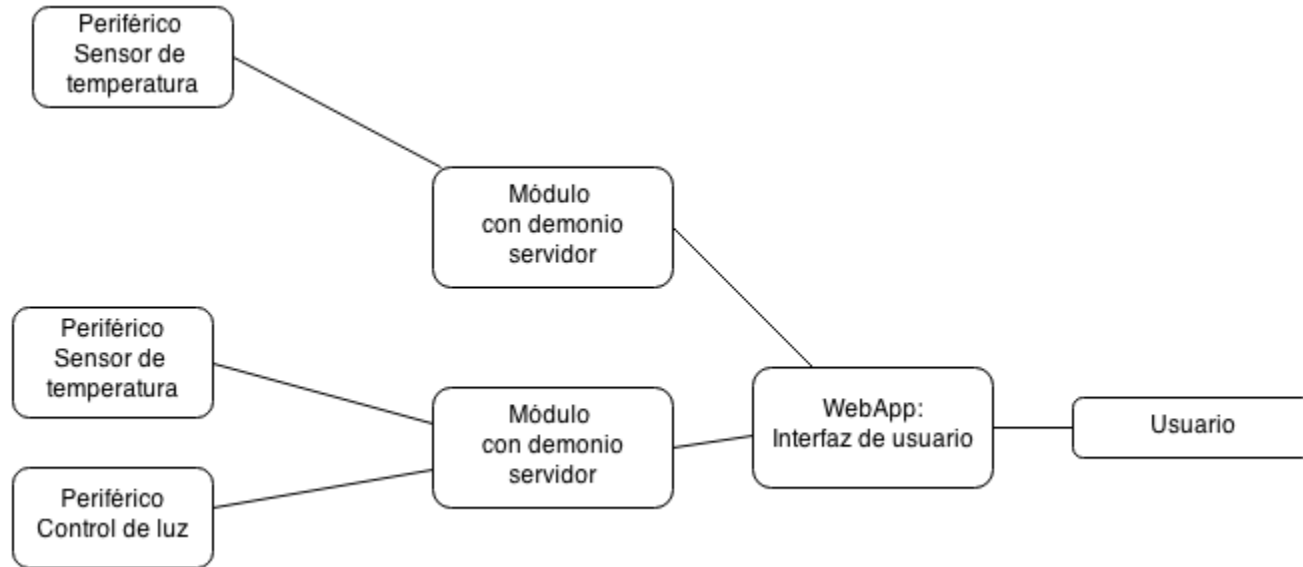 Periférico
Sensor de
temperatura
Módulo
con demonio
servidor
Periférico
Sensor de
temperatura
Módulo
con demonio
servidor
WebApp:
Interfaz de usuario
Usuario
Periférico
Control de luz